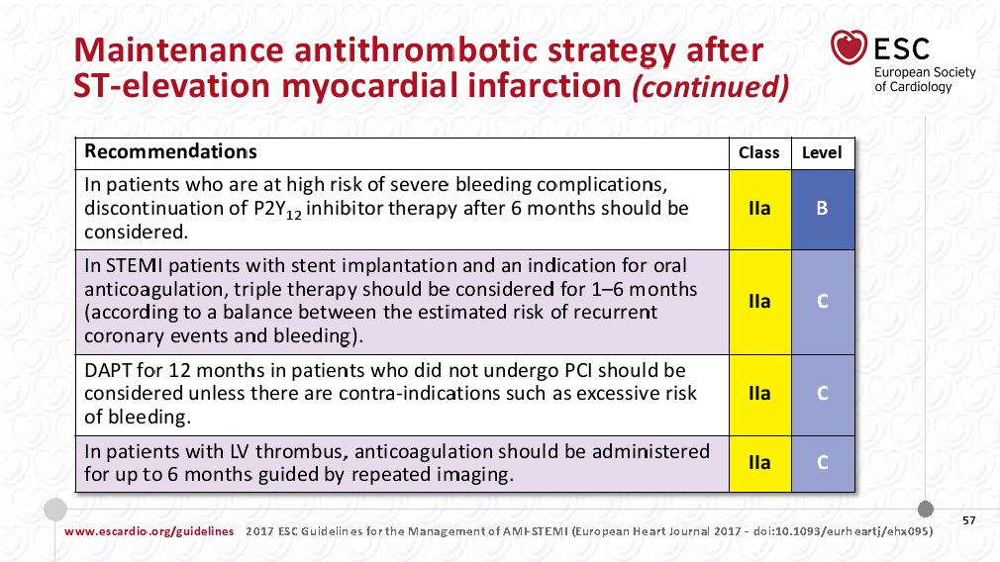 Maintenance antithrombotic strategy after
ST-elevation myocardial infarction (continued)
ESC
European Society
of Cardiology
Recommendations Class Level
In patients who are at high risk of severe bleeding complications,
discontinuation of P2Y12 inhibitor therapy after 6 months should be
considered.
IIa B
In STEMI patients with stent implantation and an indication for oral
anticoagulation, triple therapy should be considered for 1–6 months
(according to a balance between the estimated risk of recurrent
coronary events and bleeding).
IIa C
DAPT for 12 months in patients who did not undergo PCI should be
considered unless there are contra-indications such as excessive risk
of bleeding.
IIa C
In patients with LV thrombus, anticoagulation should be administered
for up to 6 months guided by repeated imaging.
IIa C
57
www.escardio.org/guidelines 2017 ESC Guidelines for the Management of AMI-STEMI (European Heart Journal 2017 - doi:10.1093/eurheartj/ehx095)